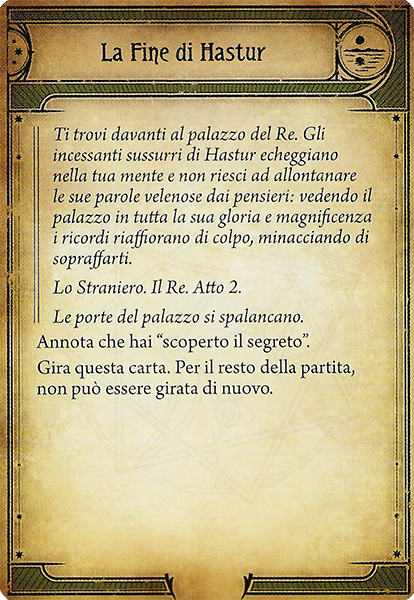 La Fine di Hastur
Ti trovi davanti al palazzo del Re. Gli
incessanti sussurri di Hastur echeggiano
nella tua mente e non riesci ad allontanare
le sue parole velenose dai pensieri: vedendo il
palazzo in tutta la sua gloria e magnificenza
i ricordi riaffiorano di colpo, minacciando di
sopraffarti.
Lo Straniero. Il Re. Atto 2.
Le porte del palazzo si spalancano.
Annota che hai “scoperto il segreto”.
Gira questa carta. Per il resto della partita,
non può essere girata di nuovo.